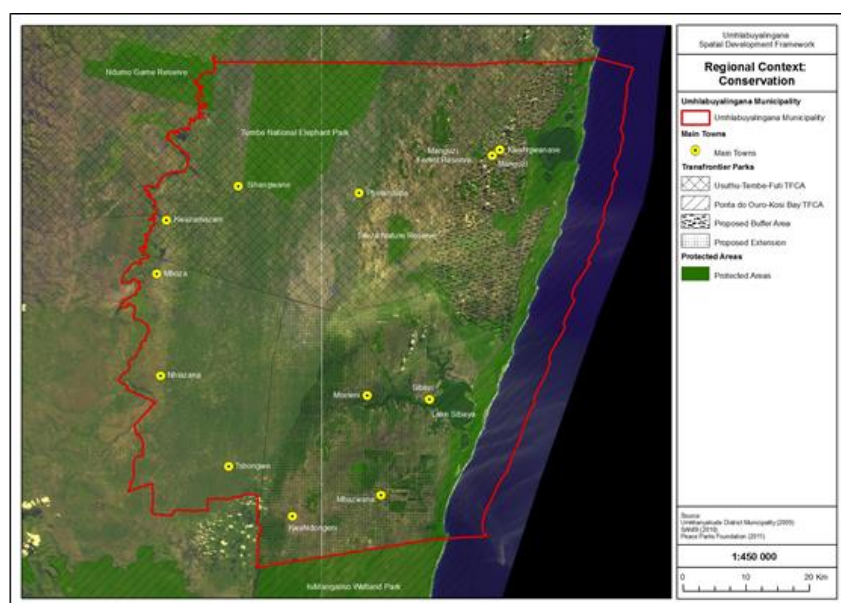 Umhlabuyalingana
Spatial Development Framework
Regional Context:
Conservation
Umhlabuyalingana Municipality
Umhlabuyalingana Municipality
Main Towns
Main Towns
Transfrontier Parks
Usuthu-Tembe-Futi TFCA
Ponta do Ouro-Kosi Bay TFCA
Proposed Buffer Area
Proposed Extension
Protected Areas
Protected Areas
Source:
Umkhanyakude District Municipality (2009)
SANBI (2010)
Peace Parks Foundation (2011)
1:450 000
0 10 20 Km
Ndumo Game Reserve
Tembe National Elephant Park
Manguzi
Forest Reserve
KwaNgwanase
Manguzi
Sihangwane
Phelandaba
Kwazamazam
Sileza Nature Reserve
Mboza
Nhlazana
Moxleni
Sibayi
Lake Sibaya
Tshongwe
Mbazwana
KwaNdongeni
iSiMangaliso Wetland Park